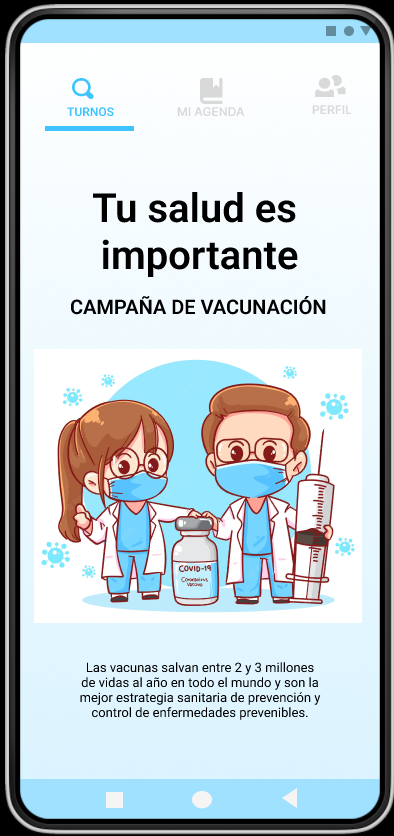 TURNOS
MI AGENDA
PERFIL
Tu salud es
importante
CAMPAÑA DE VACUNACIÓN
COVID-19
Coronavirus
Vaccine
Las vacunas salvan entre 2 y 3 millones
de vidas al año en todo el mundo y son la
mejor estrategia sanitaria de prevención y
control de enfermedades prevenibles.